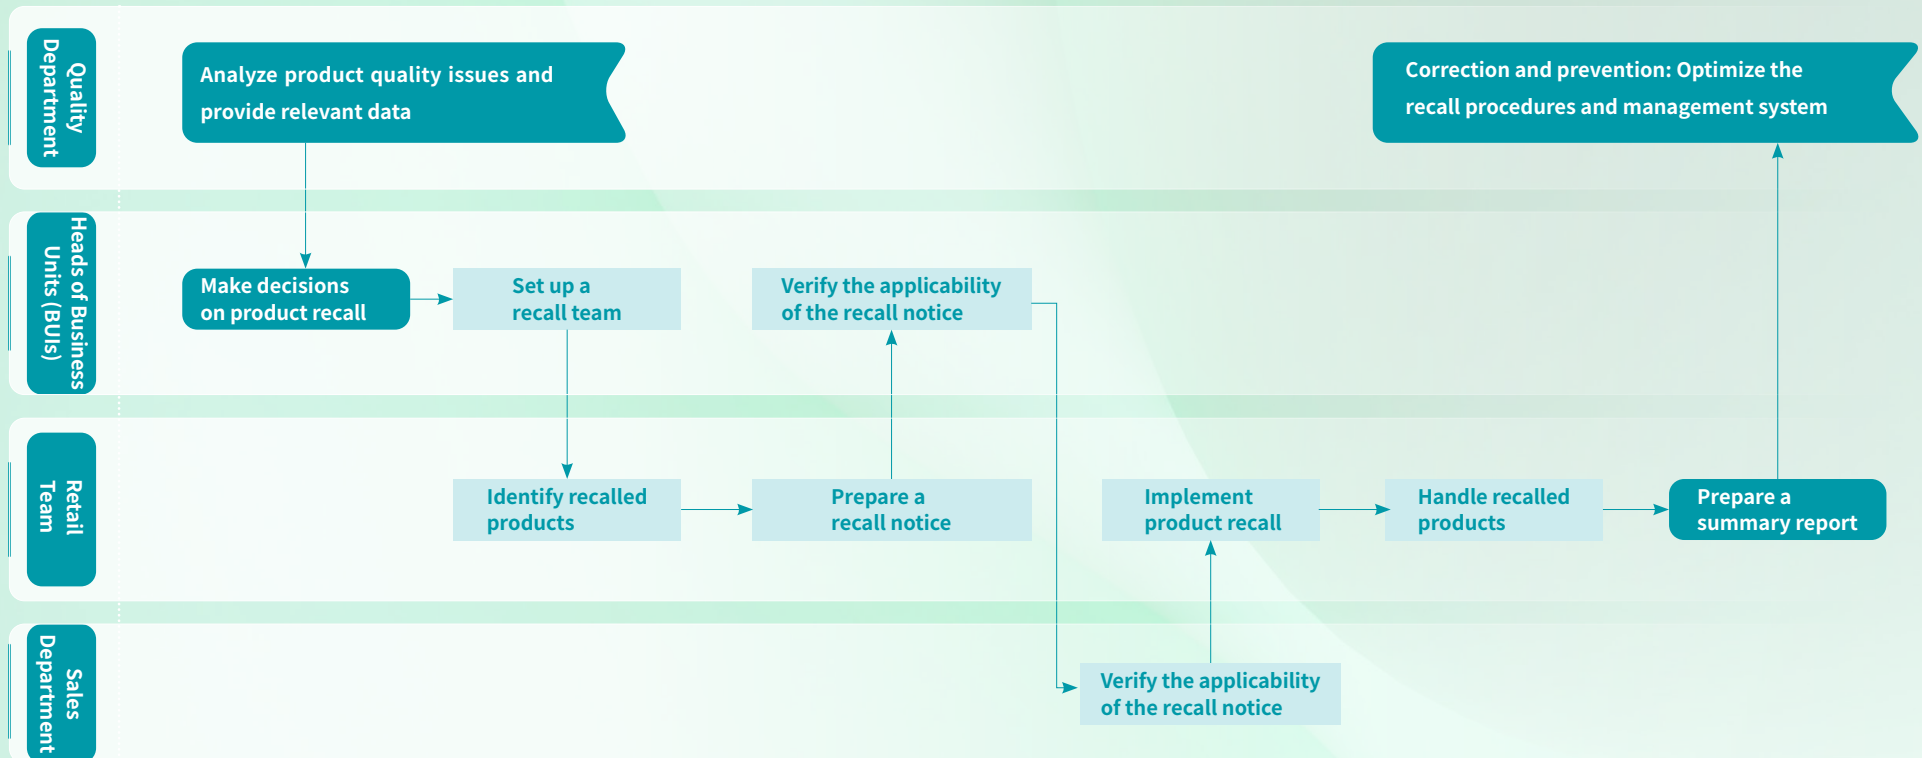 Quality
Department
Analyze product quality issues and
provide relevant data
Correction and prevention: Optimize the
recall procedures and management system
Heads of Business
Units (BUIs)
Make decisions
on product recall
Set up a
recall team
Verify the applicability
of the recall notice
Retail
Team
Identify recalled
products
Prepare a
recall notice
Implement
product recall
Handle recalled
products
Prepare a
summary report
Sales
Department
Verify the applicability
of the recall notice